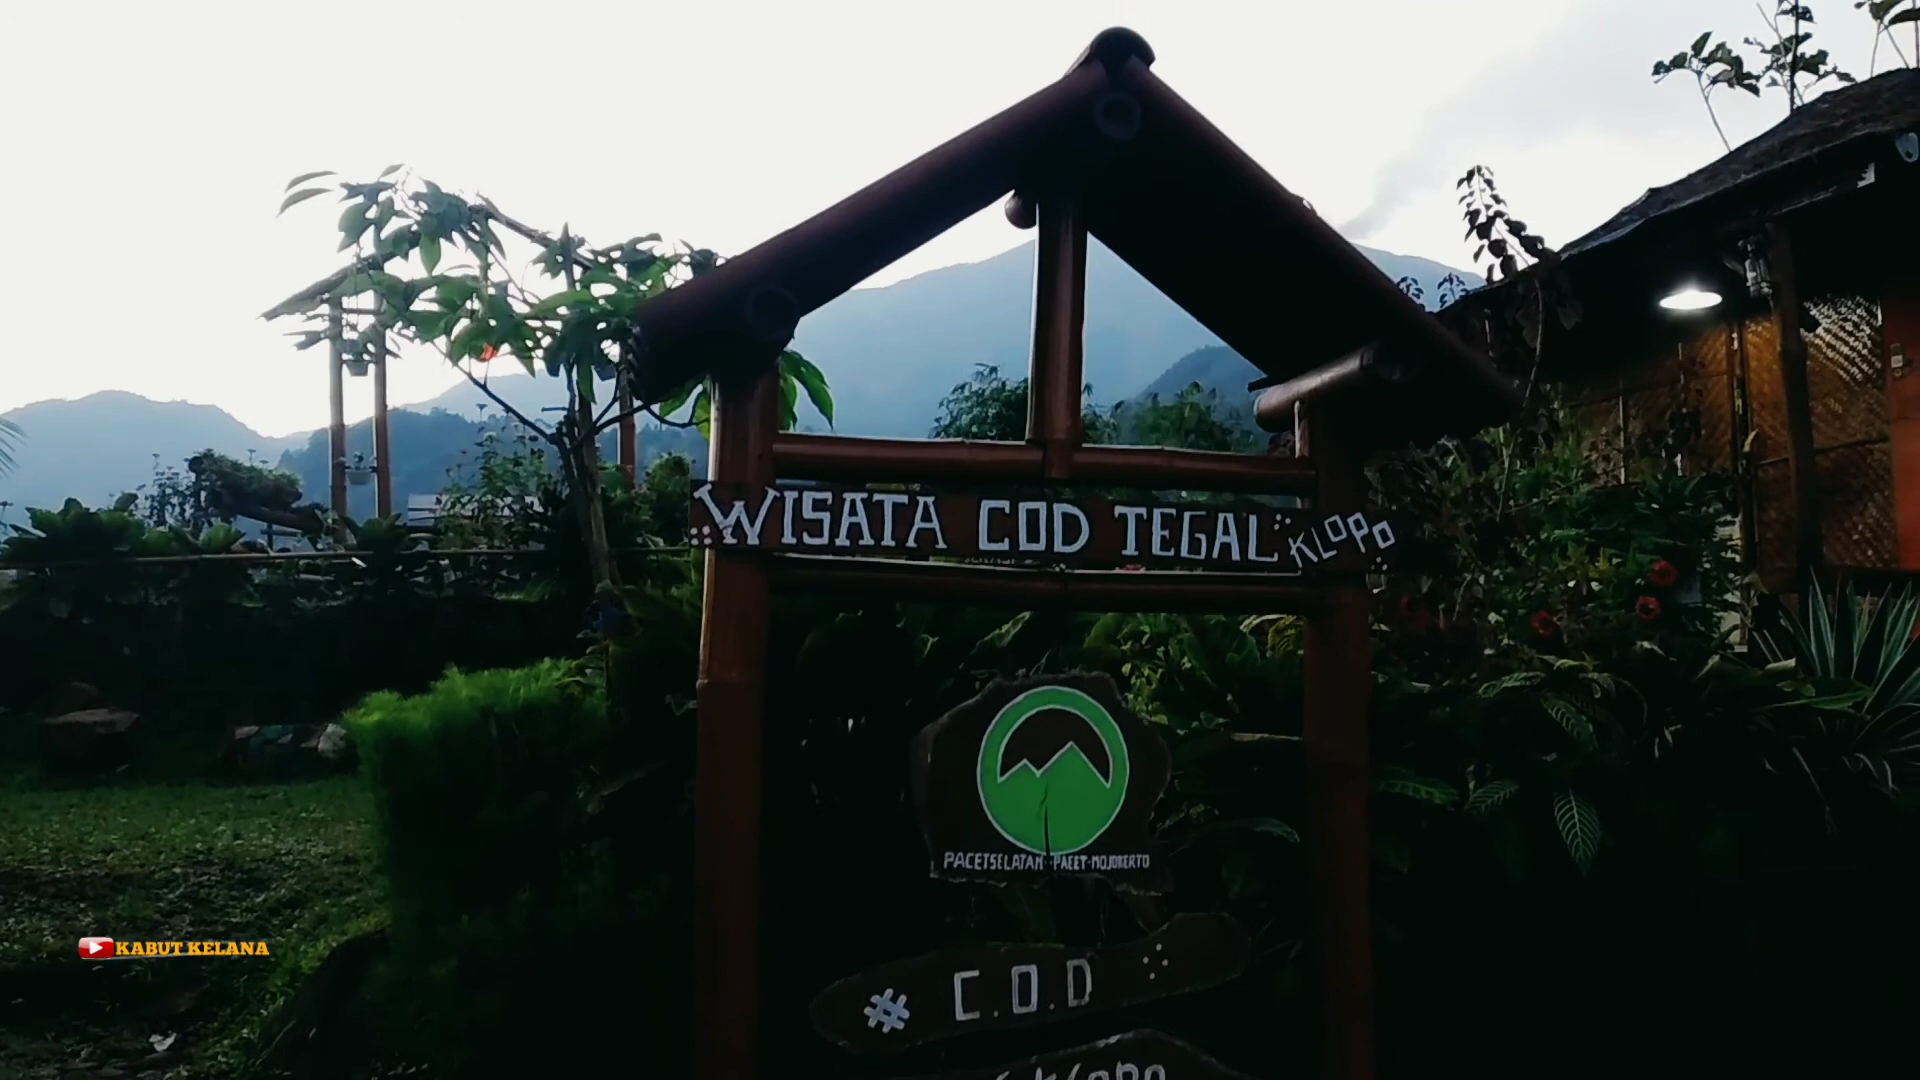 WISATA COD TEGAL KLOPO
PACETSELATAN-PACET-MOJOKERTO
KABUT KELANA
# C.O.D